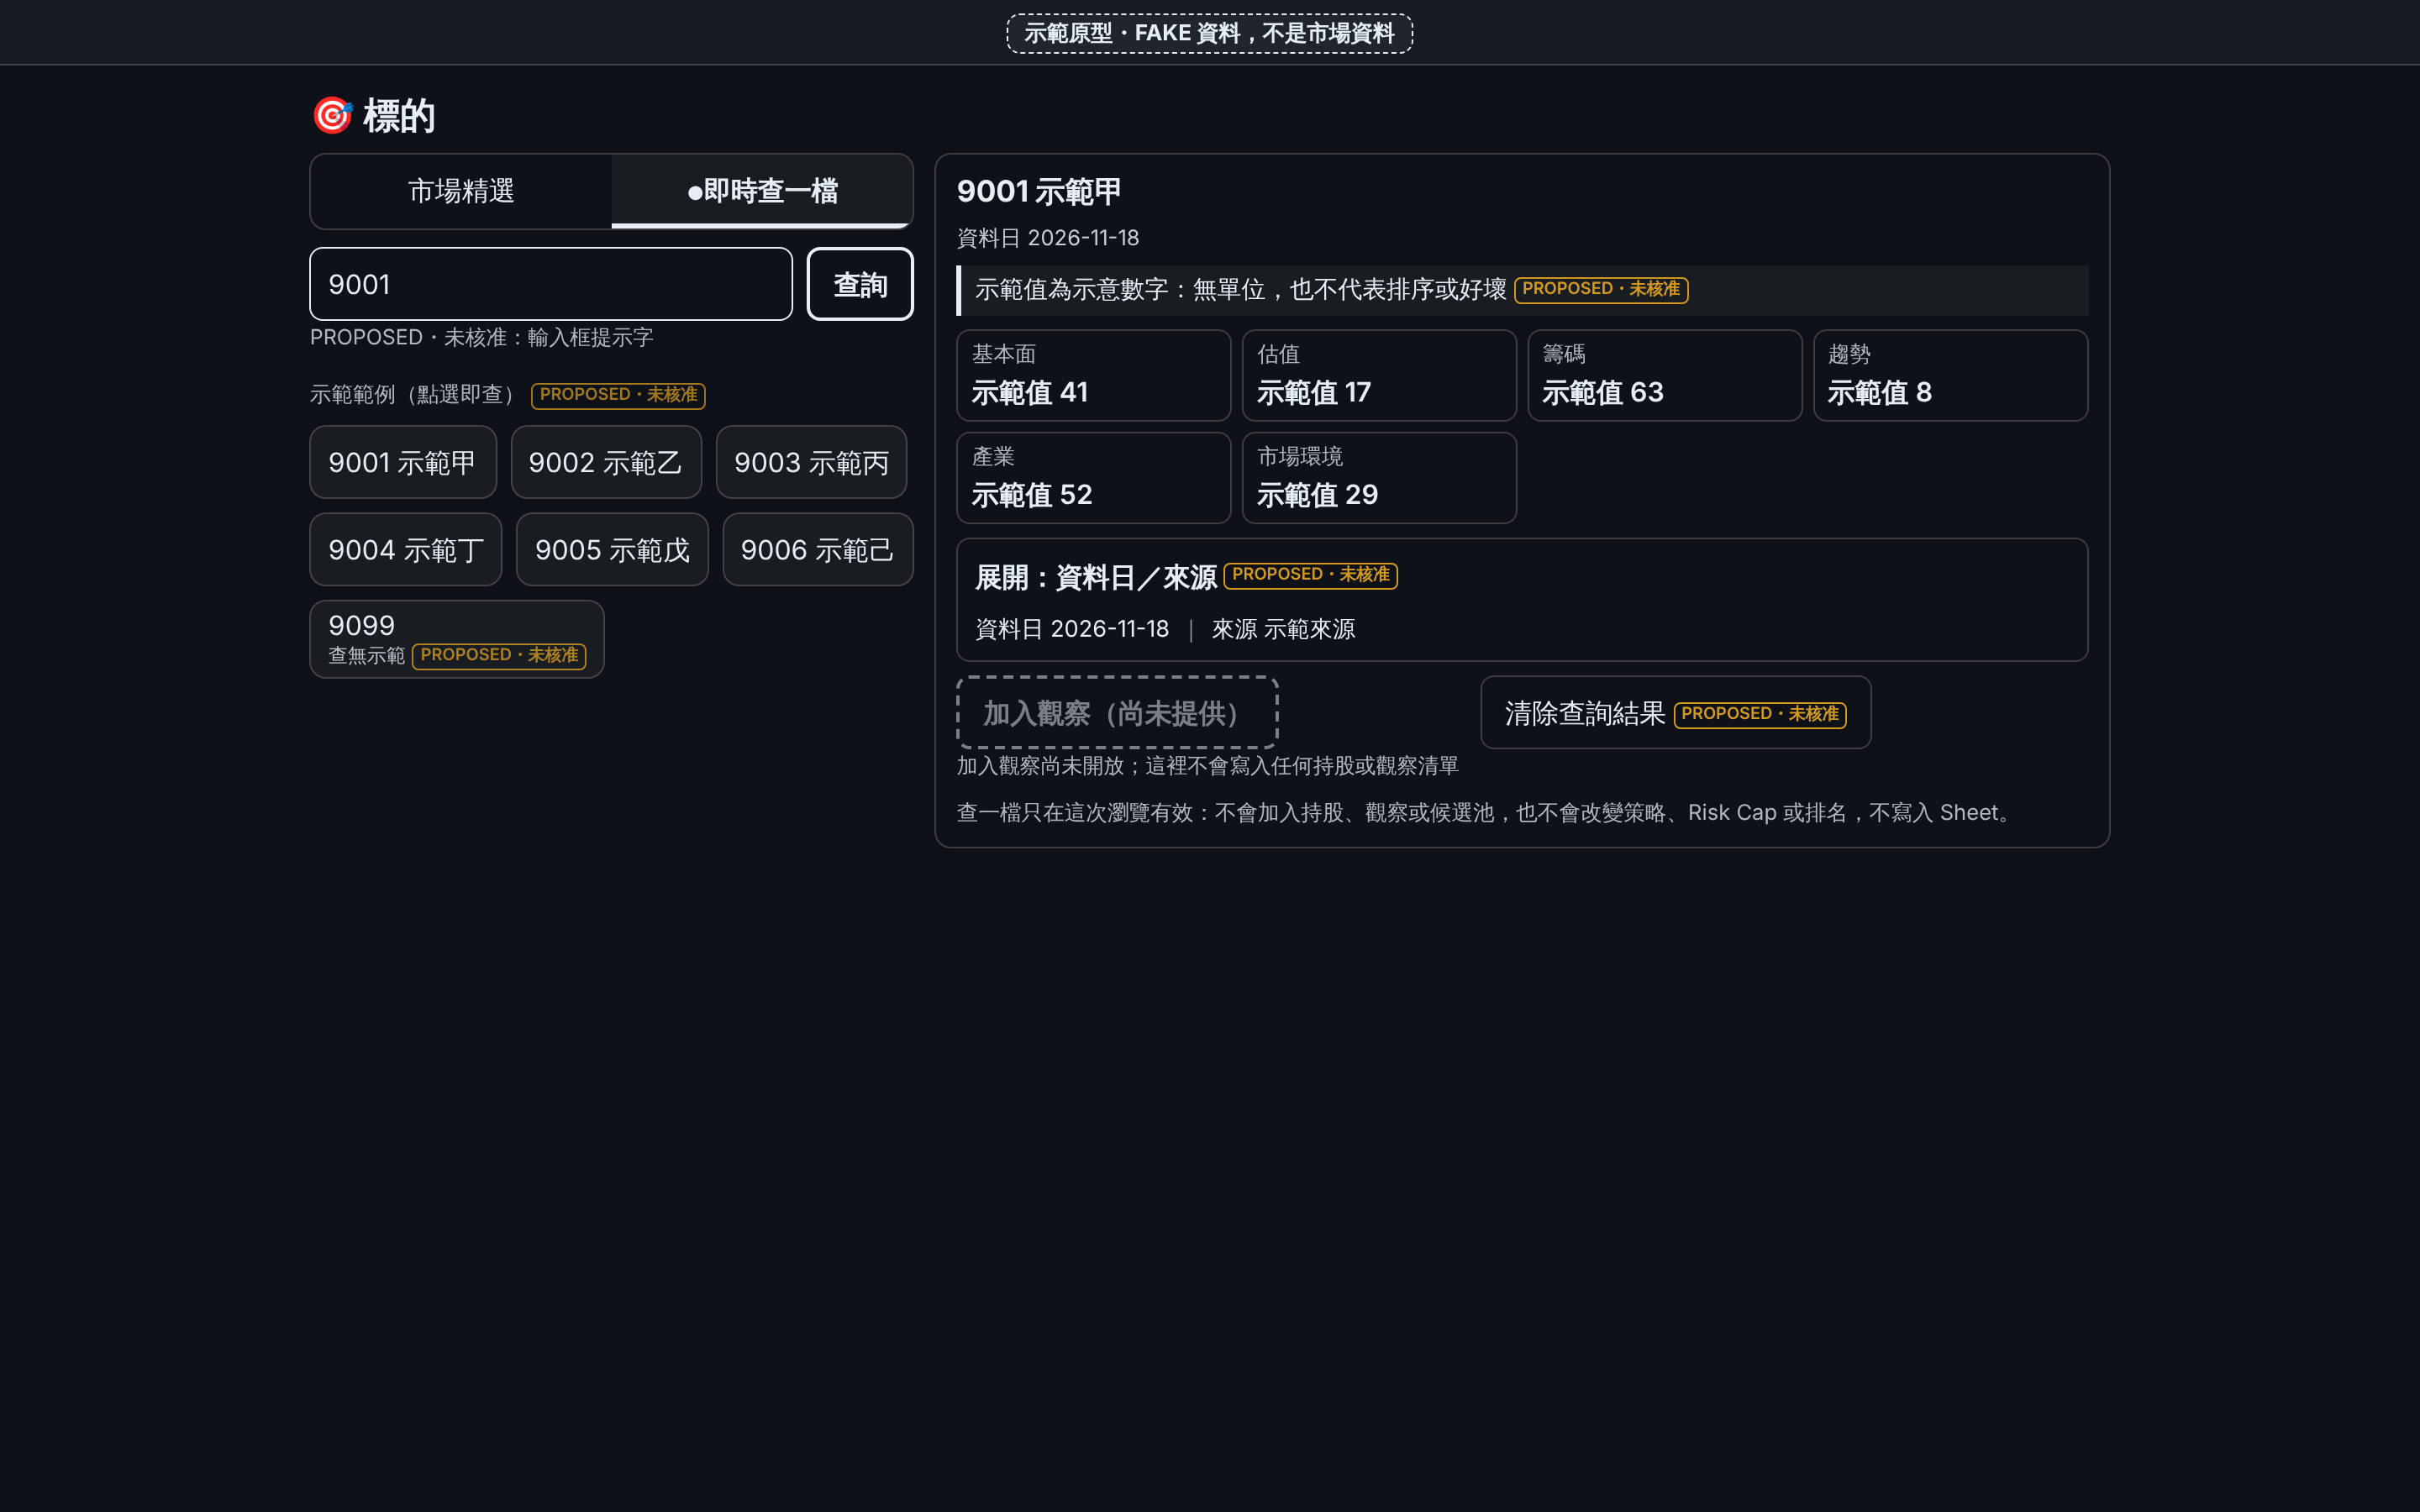 示範原型・FAKE 資料，不是市場資料
🎯 標的
市場精選
●即時查一檔
9001
查詢
PROPOSED・未核准：輸入框提示字
示範範例（點選即查） PROPOSED・未核准
9001 示範甲
9002 示範乙
9003 示範丙
9004 示範丁
9005 示範戊
9006 示範己
9099
查無示範 PROPOSED・未核准
9001 示範甲
資料日 2026-11-18
示範值為示意數字：無單位，也不代表排序或好壞 PROPOSED・未核准
基本面
示範值 41
估值
示範值 17
籌碼
示範值 63
趨勢
示範值 8
產業
示範值 52
市場環境
示範值 29
展開：資料日／來源 PROPOSED・未核准
資料日 2026-11-18 ｜ 來源 示範來源
加入觀察（尚未提供）
清除查詢結果 PROPOSED・未核准
加入觀察尚未開放；這裡不會寫入任何持股或觀察清單
查一檔只在這次瀏覽有效：不會加入持股、觀察或候選池，也不會改變策略、Risk Cap 或排名，不寫入 Sheet。